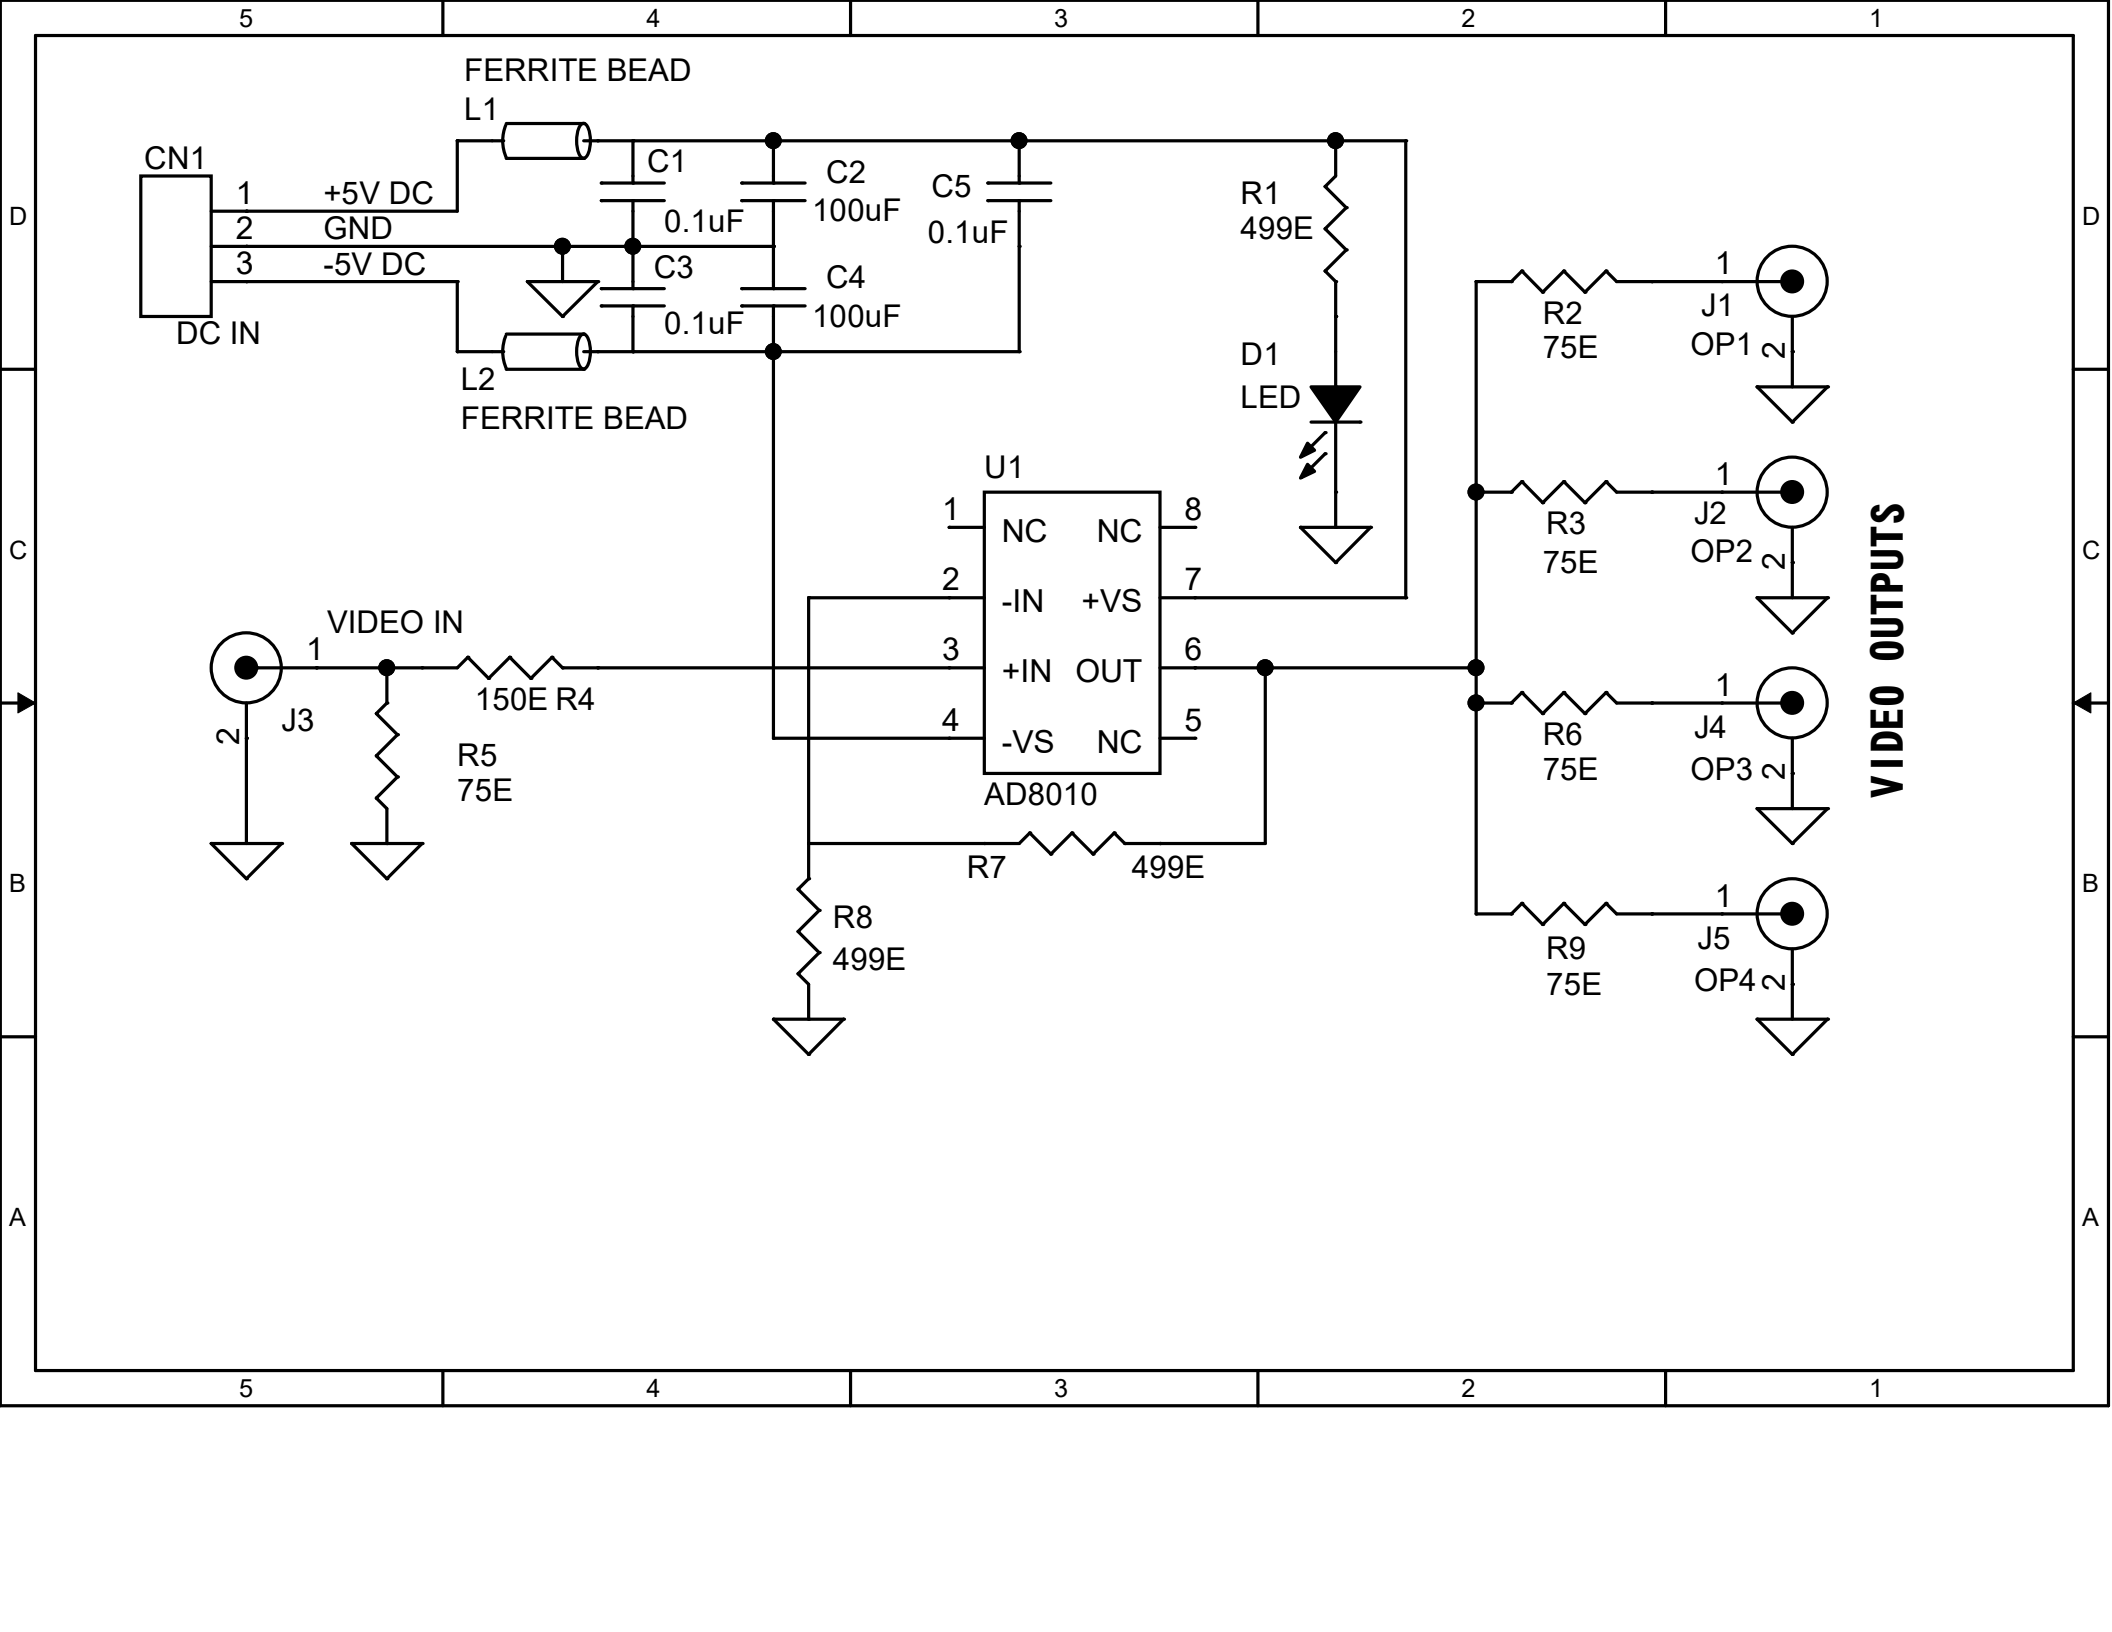 5 4 3 2 1
FERRITE BEAD
L1
CN1
1 +5V DC
2 GND
3 -5V DC
DC IN
C1
0.1uF
C2
100uF
C5
0.1uF
C3
0.1uF
C4
100uF
L2
FERRITE BEAD
R1
499E
D1
LED
D D
1
R2
75E
J1
OP1
2
1
R3
75E
J2
OP2
2
C C
U1
1 NC NC 8
2 -IN +VS 7
3 +IN OUT 6
4 -VS NC 5
AD8010
VIDEO IN
1
150E R4
J3
2
R5
75E
1
R6
75E
J4
OP3
2
VIDEO OUTPUTS
R7 499E
R8
499E
B B
1
R9
75E
J5
OP4
2
A A
5 4 3 2 1